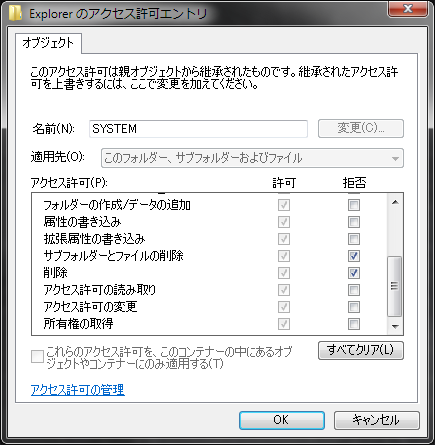 Explorer のアクセス許可エントリ
オブジェクト
このアクセス許可は親オブジェクトから継承されたものです。継承されたアクセス許
可を上書きするには、ここで変更を加えてください。
名前(N): SYSTEM 変更(C)...
適用先(O): このフォルダー、サブフォルダーおよびファイル
アクセス許可(P): 許可 拒否
フォルダーの作成/データの追加
属性の書き込み
拡張属性の書き込み
サブフォルダーとファイルの削除
削除
アクセス許可の読み取り
アクセス許可の変更
所有権の取得
これらのアクセス許可を、このコンテナーの中にあるオブ
ジェクトやコンテナーにのみ適用する(T)
すべてクリア(L)
アクセス許可の管理
OK キャンセル